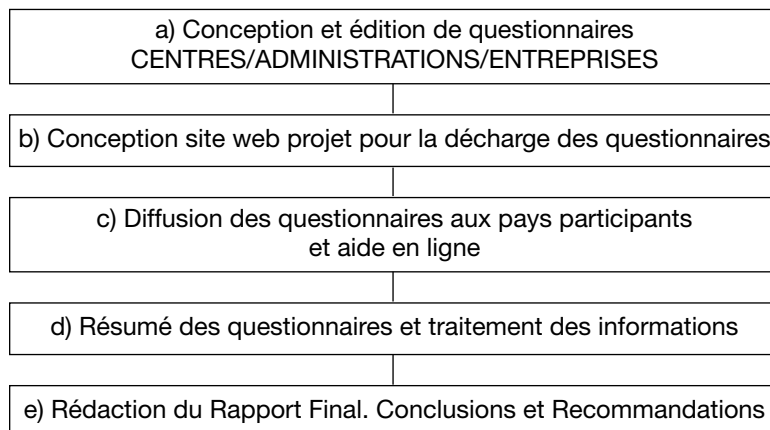 a) Conception et édition de questionnaires
CENTRES/ADMINISTRATIONS/ENTREPRISES
b) Conception site web projet pour la décharge des questionnaires
c) Diffusion des questionnaires aux pays participants
et aide en ligne
d) Résumé des questionnaires et traitement des informations
e) Rédaction du Rapport Final. Conclusions et Recommandations